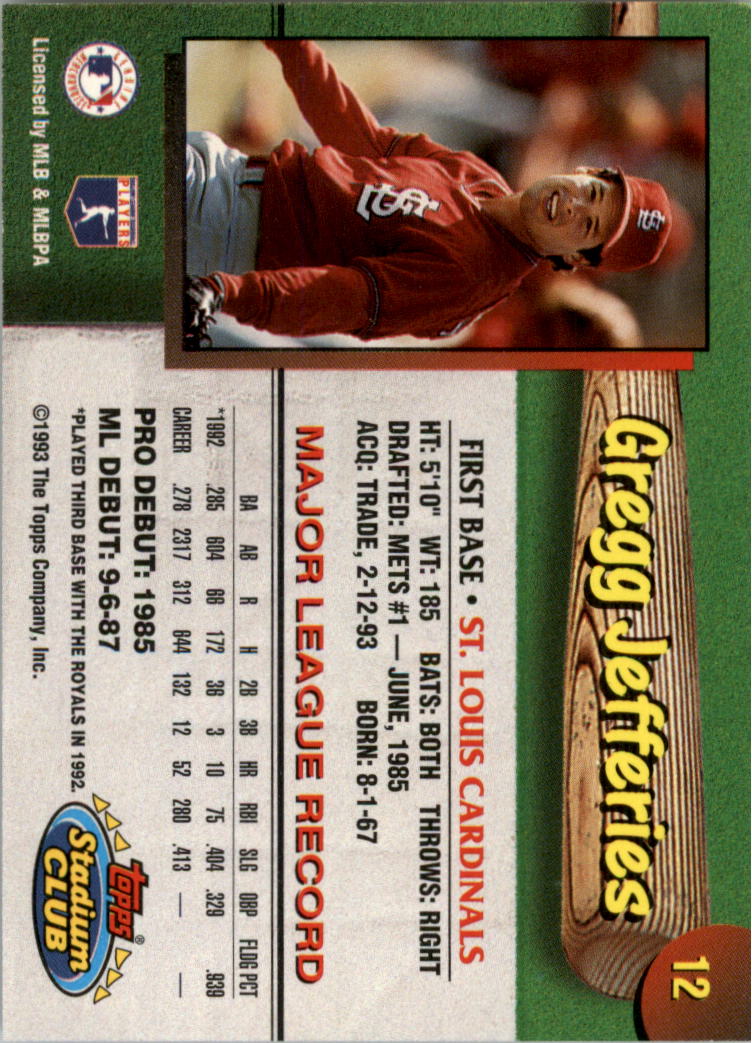 12
Gregg Jefferies
FIRST BASE • ST. LOUIS CARDINALS
HT: 5'10" WT: 185 BATS: BOTH THROWS: RIGHT
DRAFTED: METS #1 — JUNE, 1985
ACQ: TRADE, 2-12-93 BORN: 8-1-67
MAJOR LEAGUE RECORD
BA AB R H 2B 3B HR RBI SLG OBP FLDG PCT
*1992 .285 604 66 172 36 3 10 75 .404 .329 .939
CAREER .278 2317 312 644 132 12 52 280 .413 — —
PRO DEBUT: 1985
ML DEBUT: 9-6-87
*PLAYED THIRD BASE WITH THE ROYALS IN 1992.
©1993 The Topps Company, Inc.
Topps®
Stadium
CLUB
PLAYERS
Licensed by MLB & MLBPA
StL
StL